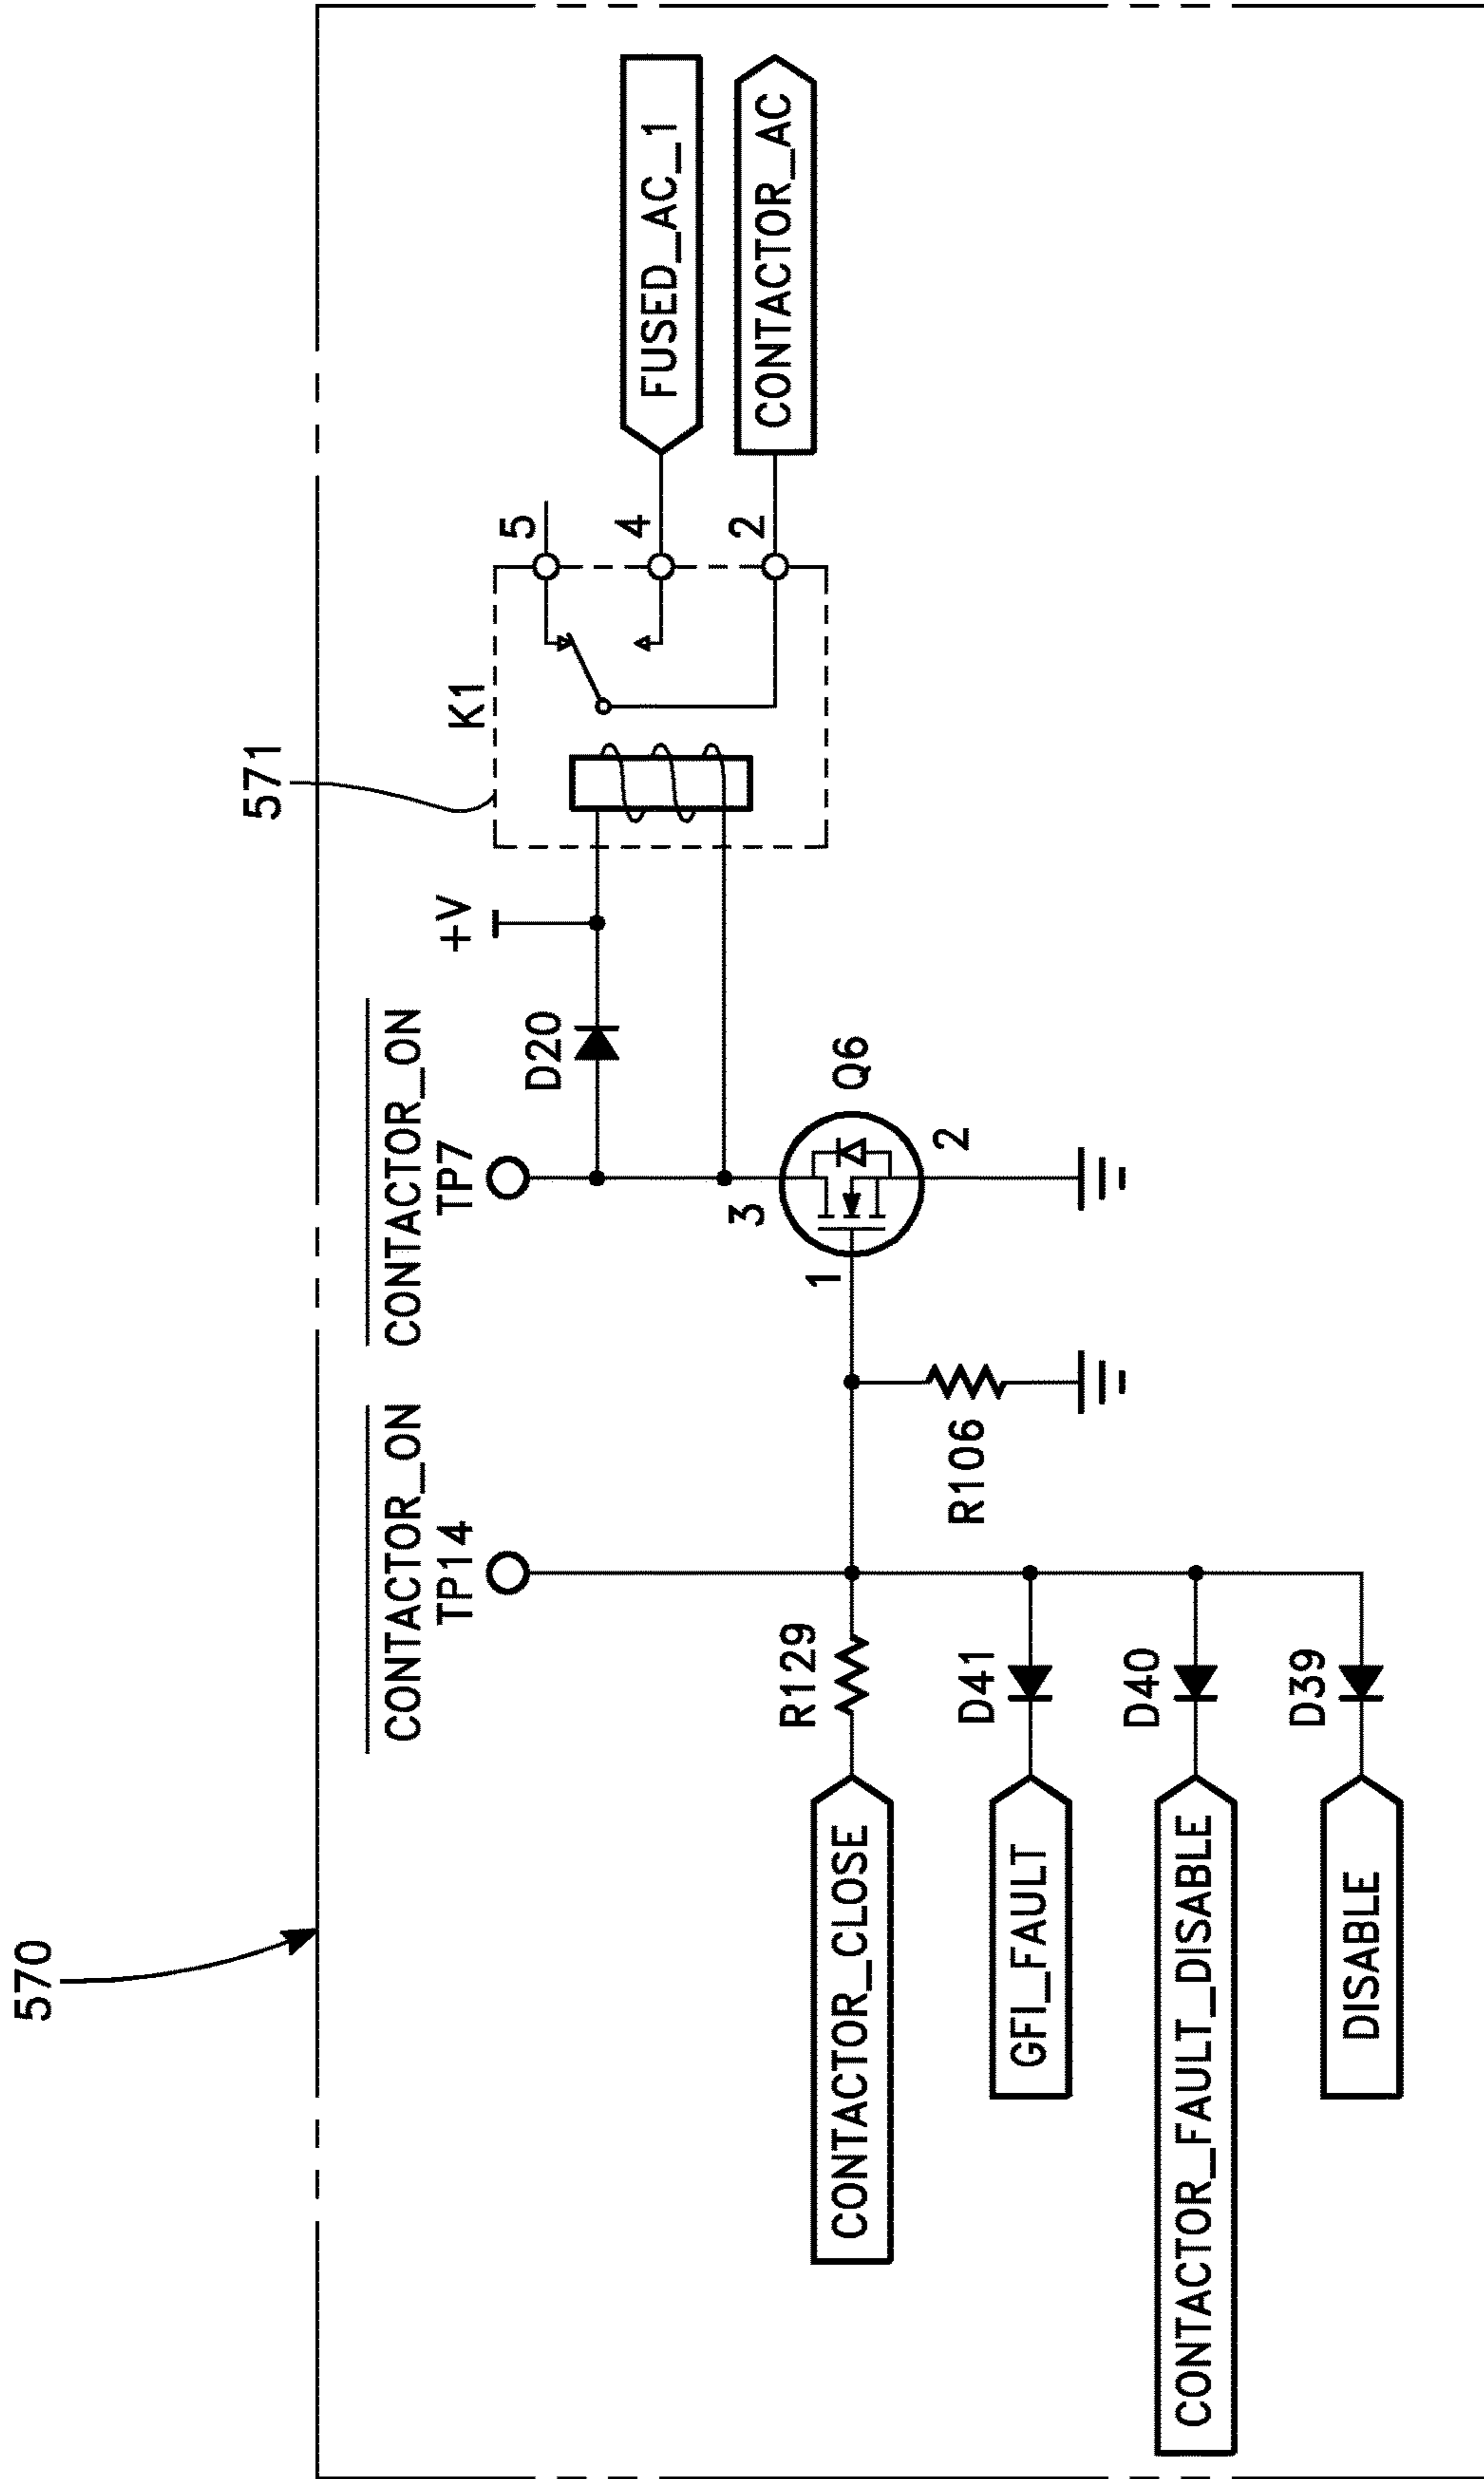 570
571
CONTACTOR_ON
TP14
CONTACTOR_ON
TP7
+V
K1
D20
5
4
2
FUSED_AC_1
CONTACTOR_AC
3
Q6
1
2
R129
R106
CONTACTOR_CLOSE
D41
GFI_FAULT
D40
CONTACTOR_FAULT_DISABLE
D39
DISABLE